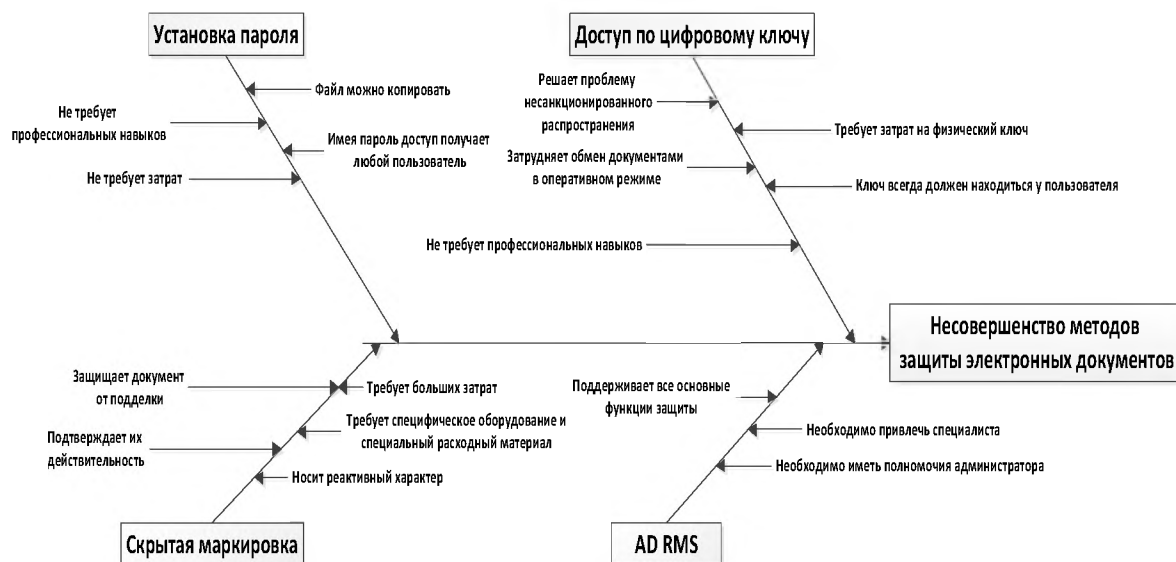 Установка пароля
Доступ по цифровому ключу
Файл можно копировать
Не требует
профессиональных навыков
Имея пароль доступ получает
любой пользователь
Не требует затрат
Решает проблему
несанкционированного
распространения
Требует затрат на физический ключ
Затрудняет обмен документами
в оперативном режиме
Ключ всегда должен находиться у пользователя
Не требует профессиональных навыков
Несовершенство методов
защиты электронных документов
Защищает документ
от подделки
Требует больших затрат
Требует специфическое оборудование и
специальный расходный материал
Подтверждает их
действительность
Носит реактивный характер
Поддерживает все основные
функции защиты
Необходимо привлечь специалиста
Необходимо иметь полномочия администратора
Скрытая маркировка
AD RMS